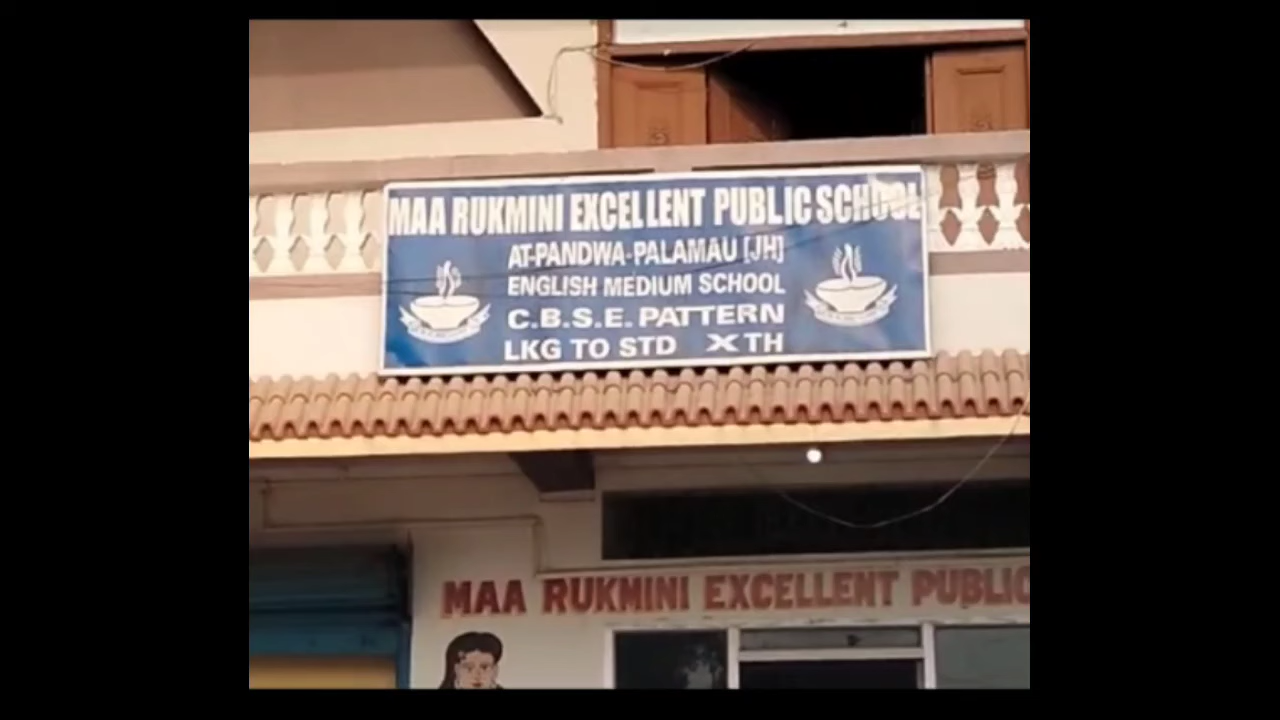 MAA RUKMINI EXCELLENT PUBLIC SCHOOL
AT-PANDWA-PALAMAU [JH]
ENGLISH MEDIUM SCHOOL
C.B.S.E. PATTERN
LKG TO STD X TH
MAA RUKMINI EXCELLENT PUBLIC